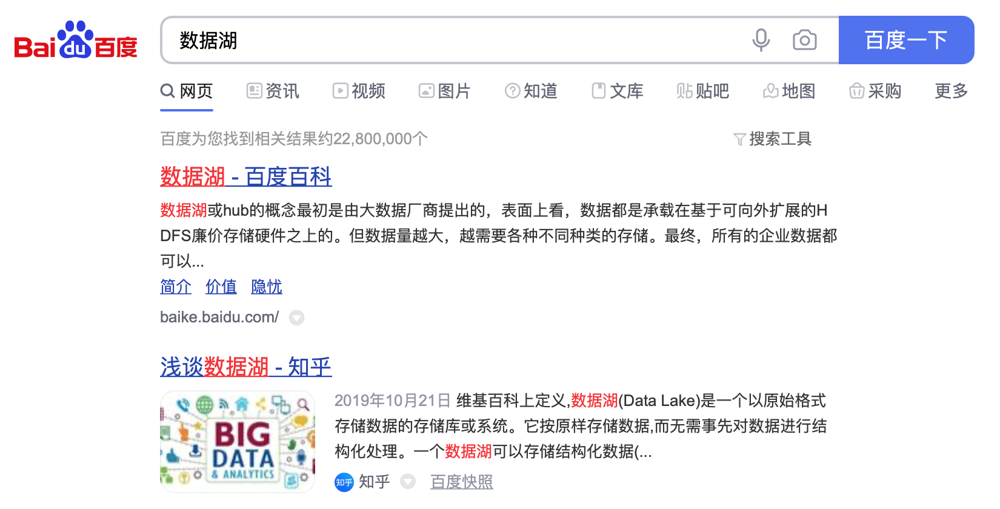 Bai du 百度
数据湖
百度一下
网页 资讯 视频 图片 知道 文库 贴 贴吧 地图 采购 更多
百度为您找到相关结果约22,800,000个
搜索工具
数据湖 - 百度百科
数据湖或hub的概念最初是由大数据厂商提出的，表面上看，数据都是承载在基于可向外扩展的H
DFS廉价存储硬件之上的。但数据量越大，越需要各种不同种类的存储。最终，所有的企业数据都
可以...
简介 价值 隐忧
baike.baidu.com/
浅谈数据湖 - 知乎
BIG
DATA
& ANALYTICS
2019年10月21日 维基百科上定义,数据湖(Data Lake)是一个以原始格式
存储数据的存储库或系统。它按原样存储数据,而无需事先对数据进行结
构化处理。一个数据湖可以存储结构化数据(...
知乎 知乎 百度快照